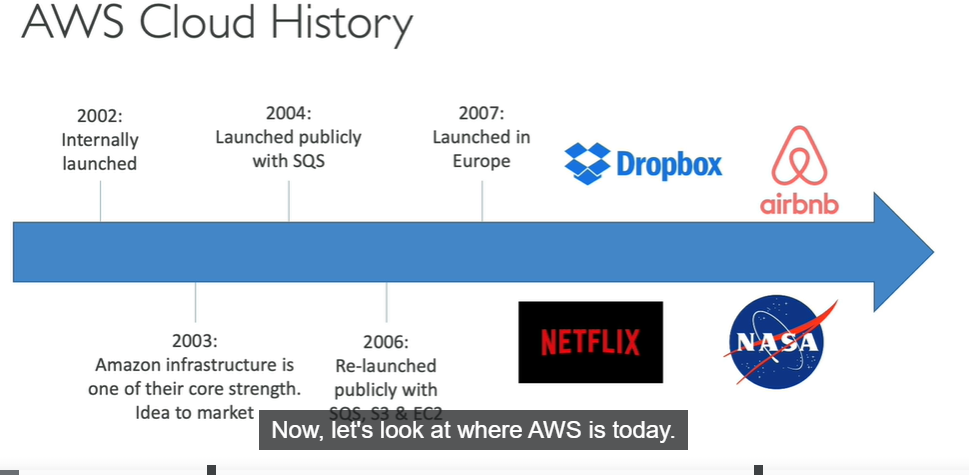 AWS Cloud History
2002:
Internally
launched
2004:
Launched publicly
with SQS
2007:
Launched in
Europe
Dropbox
airbnb
2003:
Amazon infrastructure is
one of their core strength.
Idea to market
2006:
Re-launched
publicly with
SQS, S3 & EC2
NETFLIX
NASA
Now, let's look at where AWS is today.